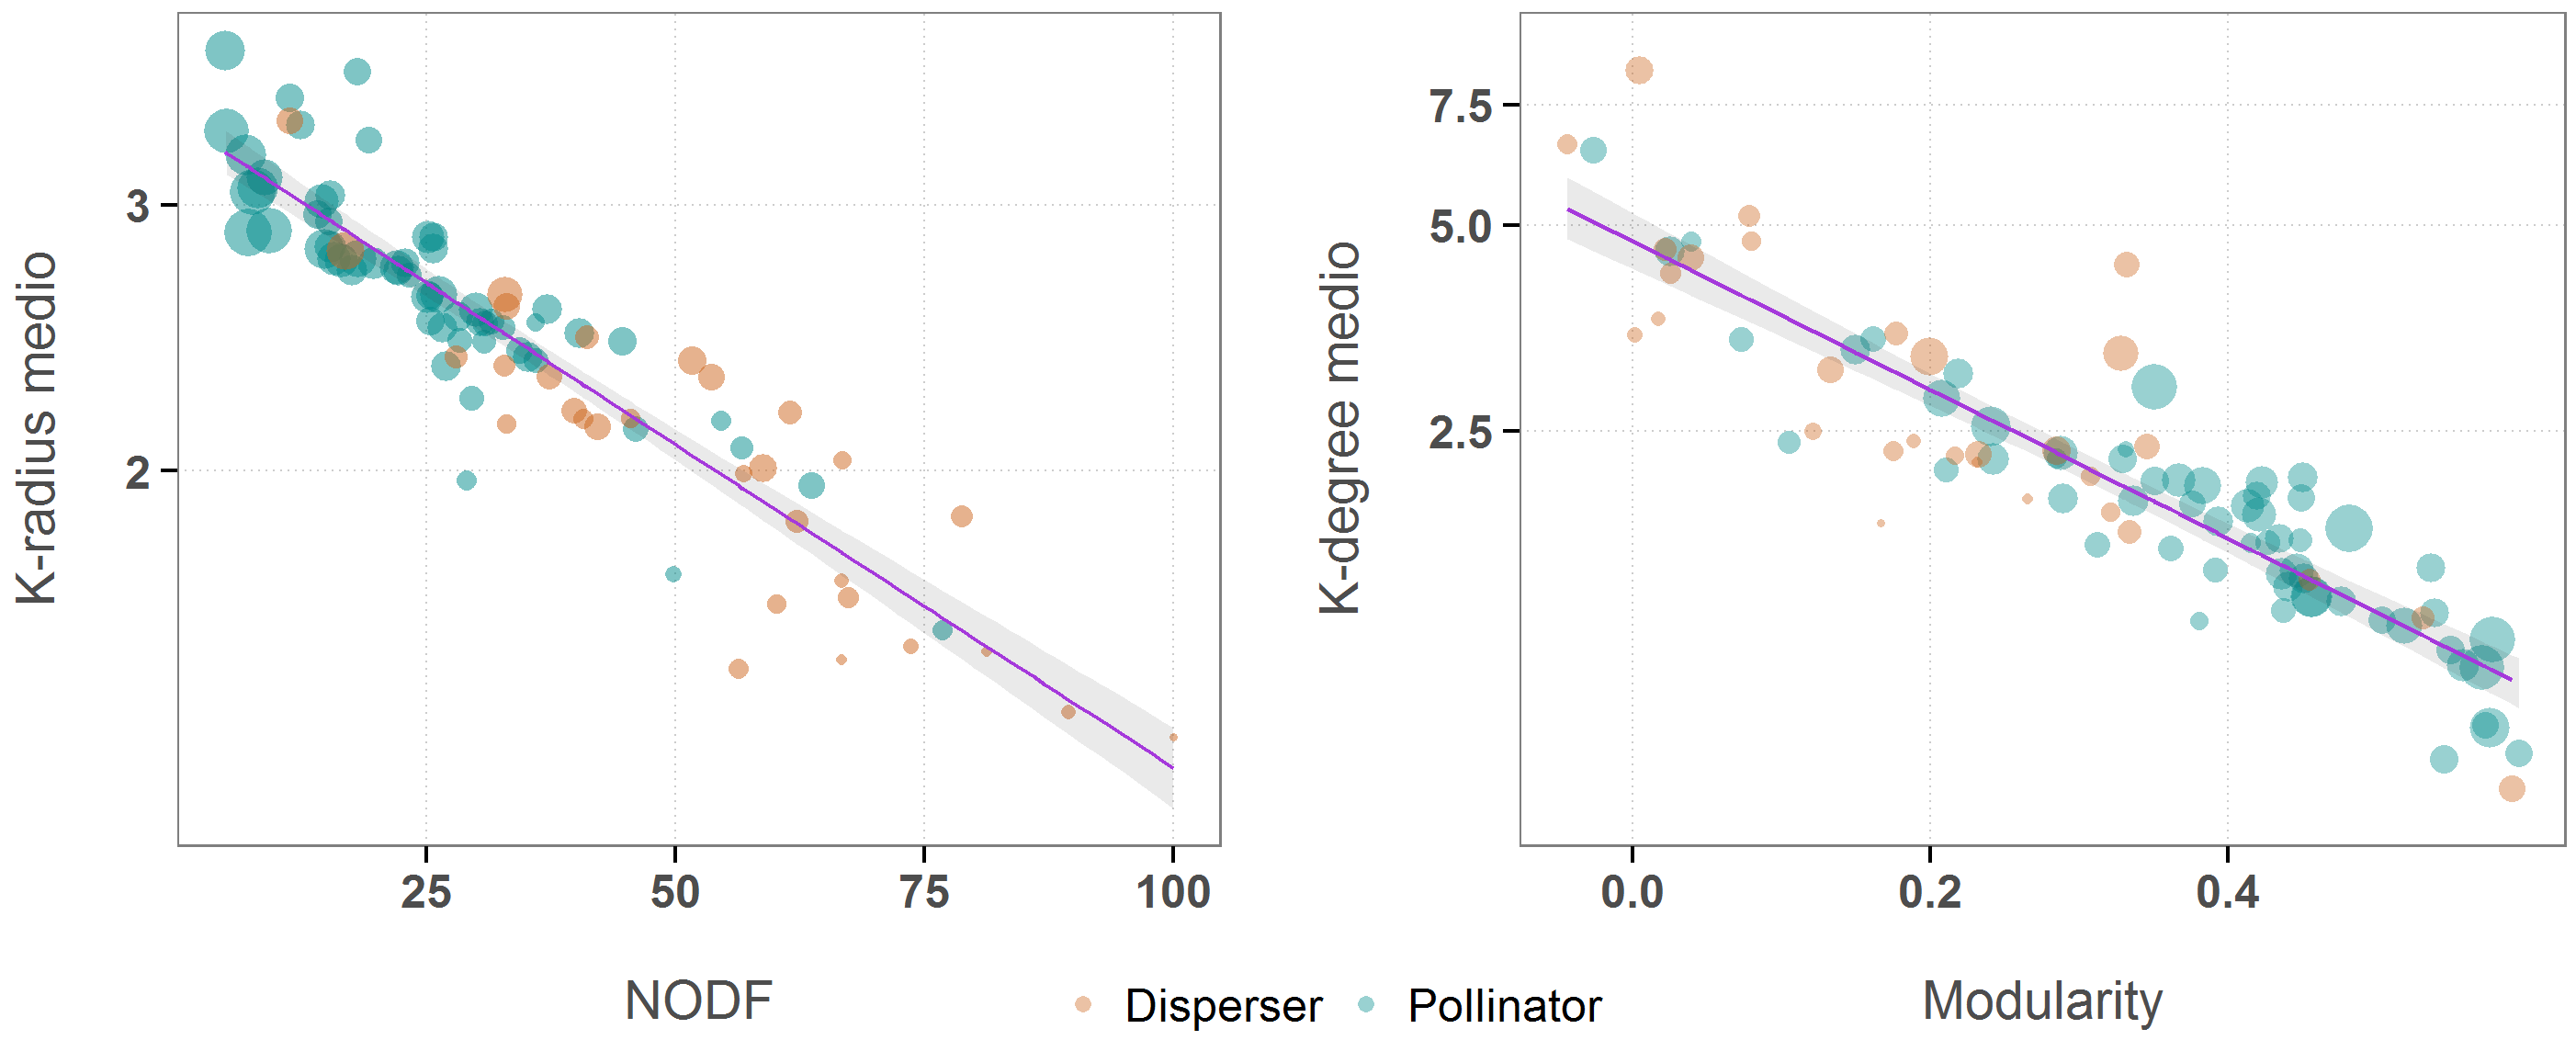 K-radius medio
3
2
25 50 75 100
NODF
K-degree medio
7.5
5.0
2.5
0.0 0.2 0.4
Modularity
Disperser Pollinator